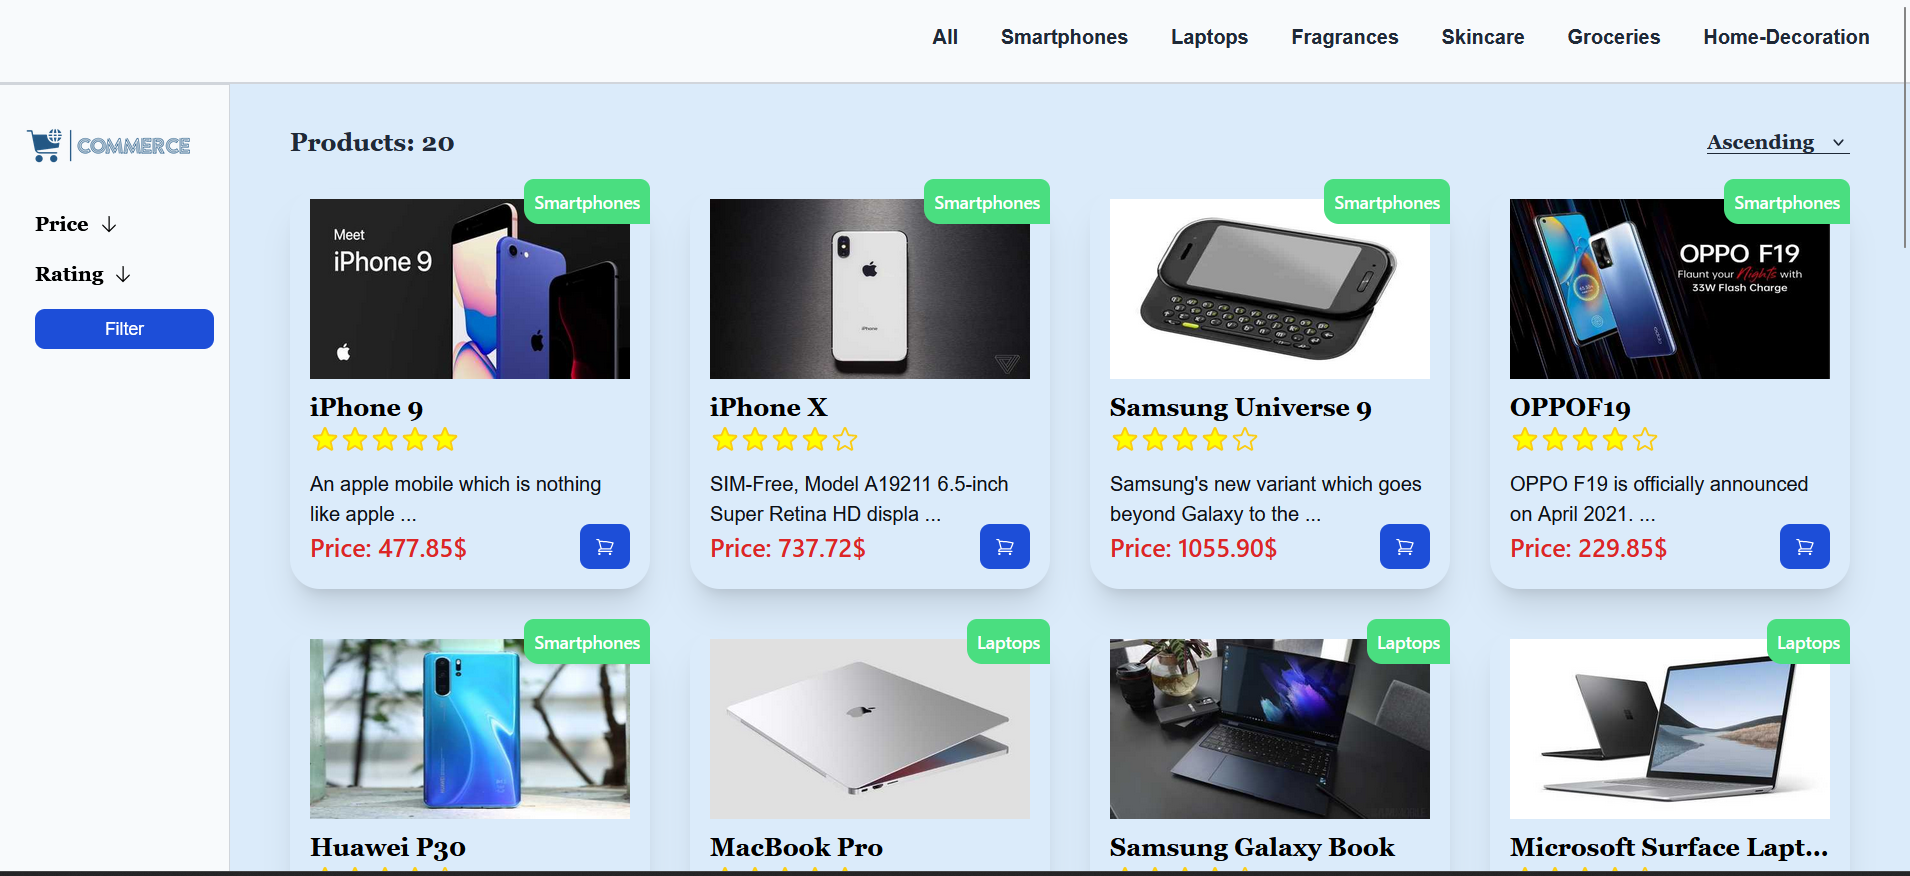 All Smartphones Laptops Fragrances Skincare Groceries Home-Decoration
COMMERCE
Price
Rating
Filter
Products: 20
Ascending
Smartphones
Meet
iPhone 9
iPhone 9
An apple mobile which is nothing
like apple ...
Price: 477.85$
Smartphones
iPhone
iPhone X
SIM-Free, Model A19211 6.5-inch
Super Retina HD displa ...
Price: 737.72$
Smartphones
Samsung Universe 9
Samsung's new variant which goes
beyond Galaxy to the ...
Price: 1055.90$
Smartphones
OPPO F19
Flaunt your Nights with
33W Flash Charge
OPPOF19
OPPO F19 is officially announced
on April 2021. ...
Price: 229.85$
Smartphones
Huawei P30
Laptops
MacBook Pro
Laptops
Samsung Galaxy Book
Laptops
Microsoft Surface Lapt...